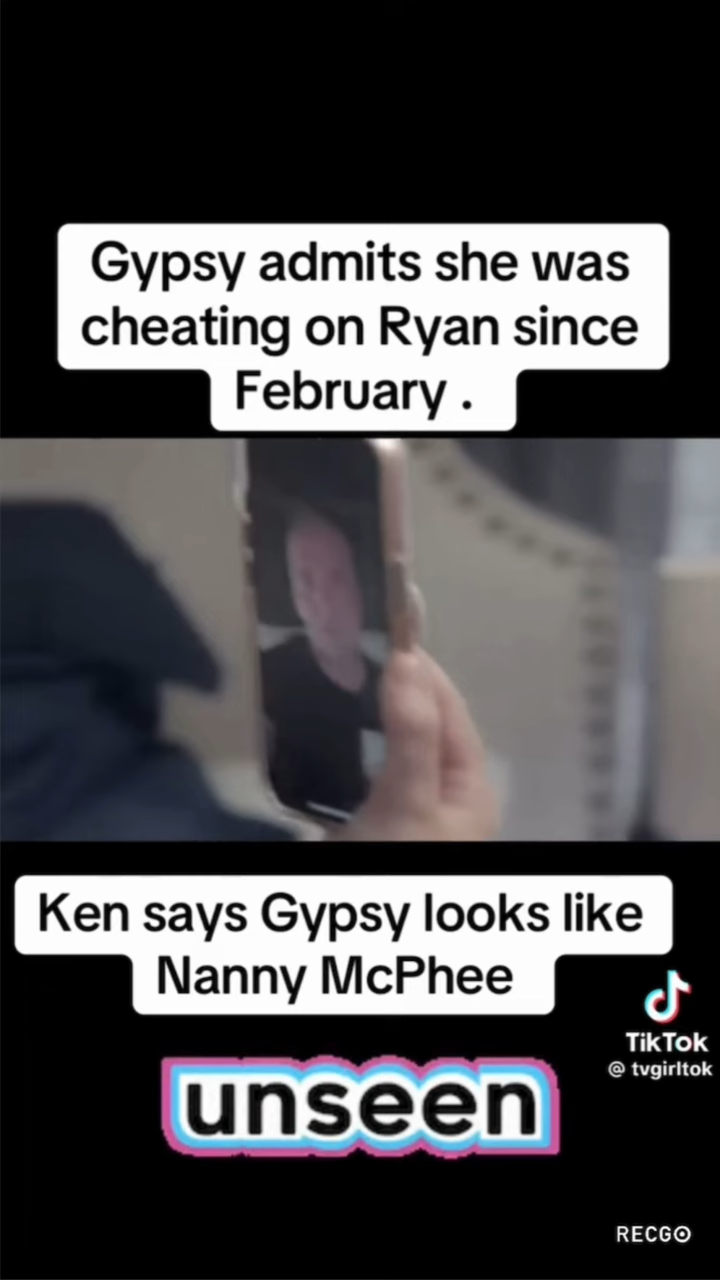 Gypsy admits she was
cheating on Ryan since
February .
Ken says Gypsy looks like
Nanny McPhee
TikTok
@ tvgirltok
unseen
RECGO